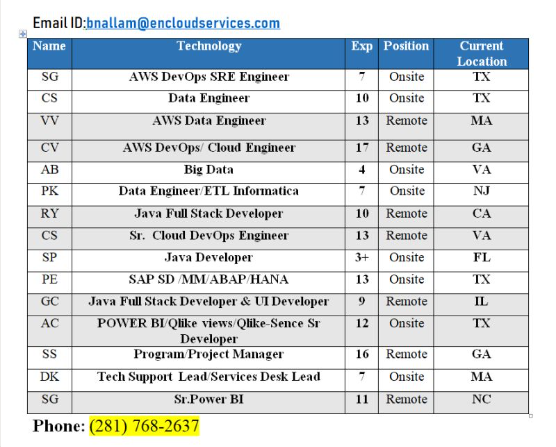 Email ID:bnallam@encloudservices.com
Name Technology Exp Position Current
Location
SG AWS DevOps SRE Engineer 7 Onsite TX
CS Data Engineer 10 Onsite TX
VV AWS Data Engineer 13 Remote MA
CV AWS DevOps/ Cloud Engineer 17 Remote GA
AB Big Data 4 Onsite VA
PK Data Engineer/ETL Informatica 7 Onsite NJ
RY Java Full Stack Developer 10 Remote CA
CS Sr. Cloud DevOps Engineer 13 Remote VA
SP Java Developer 3+ Onsite FL
PE SAP SD /MM/ABAP/HANA 13 Onsite TX
GC Java Full Stack Developer & UI Developer 9 Remote IL
AC POWER BI/Qlike views/Qlike-Sence Sr 12 Onsite TX
Developer
SS Program/Project Manager 16 Remote GA
DK Tech Support Lead/Services Desk Lead 7 Onsite MA
SG Sr.Power BI 11 Remote NC
Phone: (281) 768-2637